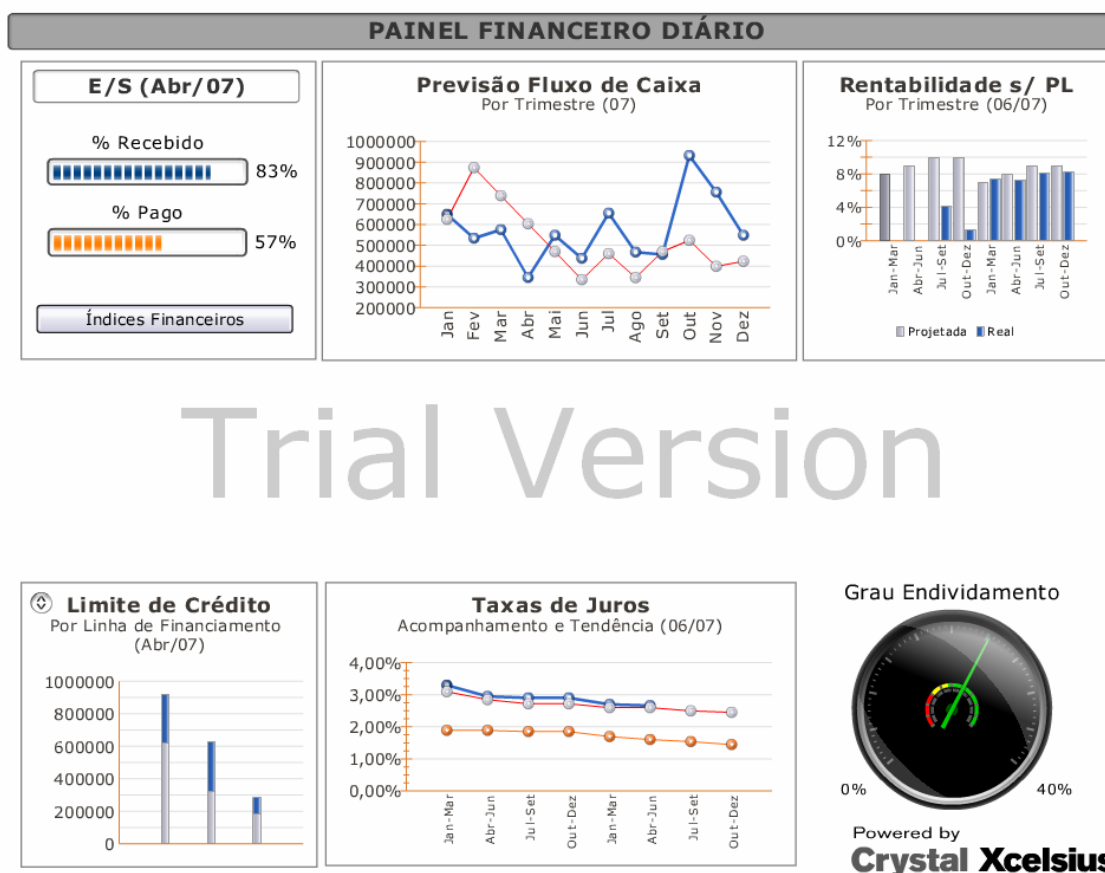 PAINEL FINANCEIRO DIÁRIO
E/S (Abr/07)
% Recebido
83%
% Pago
57%
Índices Financeiros
Previsão Fluxo de Caixa
Por Trimestre (07)
1000000
900000
800000
700000
600000
500000
400000
300000
200000
Jan Fev Mar Abr Mai Jun Jul Ago Set Out Nov Dez
Rentabilidade s/ PL
Por Trimestre (06/07)
12%
8%
4%
0%
Jan-Mar Abr-Jun Jul-Set Out-Dez Jan-Mar Abr-Jun Jul-Set Out-Dez
Projetada Real
Trial Version
Limite de Crédito
Por Linha de Financiamento
(Abr/07)
1000000
800000
600000
400000
200000
0
Taxas de Juros
Acompanhamento e Tendência (06/07)
4,00%
3,00%
2,00%
1,00%
0,00%
Jan-Mar Abr-Jun Jul-Set Out-Dez Jan-Mar Abr-Jun Jul-Set Out-Dez
Grau Endividamento
0% 40%
Powered by
Crystal Xcelsius